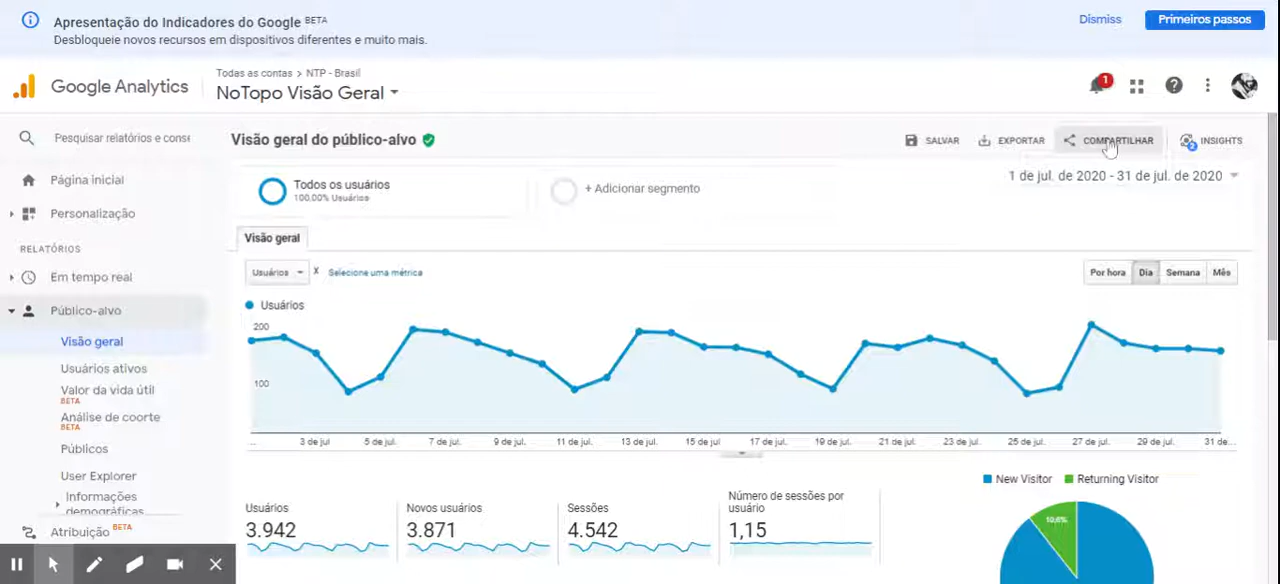 Apresentação do Indicadores do Google BETA
Desbloqueie novos recursos em dispositivos diferentes e muito mais.
Dismiss
Primeiros passos
Google Analytics
Todas as contas > NTP - Brasil
NoTopo Visão Geral
1
Pesquisar relatórios e conse
Visão geral do público-alvo
SALVAR
EXPORTAR
COMPARTILHAR
2
INSIGHTS
1 de jul. de 2020 - 31 de jul. de 2020
Página inicial
Personalização
RELATÓRIOS
Em tempo real
Público-alvo
Visão geral
Usuários ativos
Valor da vida útil
BETA
Análise de coorte
BETA
Públicos
User Explorer
Informações
demográficas
Atribuição BETA
Todos os usuários
100,00% Usuários
+ Adicionar segmento
Visão geral
Usuários
X
Selecione uma métrica
Por hora
Dia
Semana
Mês
Usuários
200
100
...
3 de jul
5 de jul.
7 de jul.
9 de jul.
11 de jul.
13 de jul.
15 de jul
17 de jul.
19 de jul.
21 de jul.
23 de jul.
25 de jul.
27 de jul.
29 de jul.
31 de...
Usuários
3.942
Novos usuários
3.871
Sessões
4.542
Número de sessões por
usuário
1,15
New Visitor
Returning Visitor
10,6%